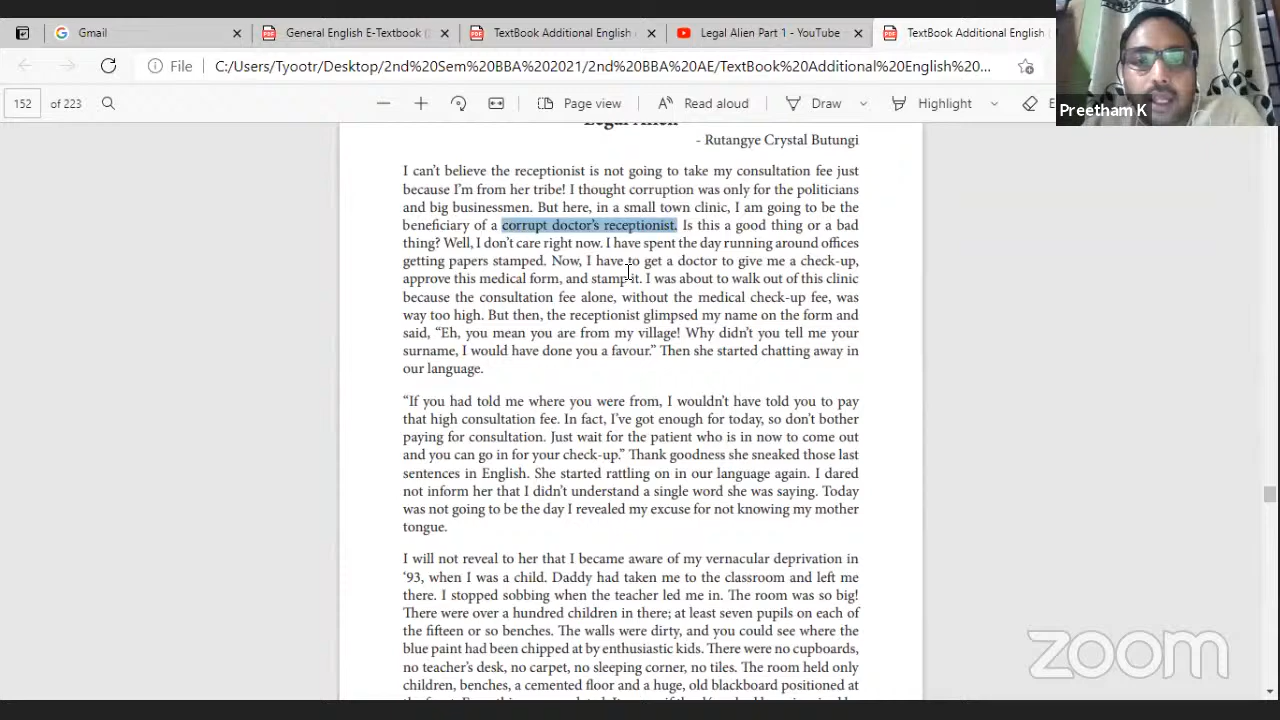 Gmail
General English E-Textbook (
TextBook Additional English
Legal Alien Part 1 - YouTube
TextBook Additional English
File
C:/Users/Tyootr/Desktop/2nd%20Sem%20BBA%202021/2nd%20BBA%20AE/TextBook%20Additional%20English%20...
152
of 223
Page view
Read aloud
Draw
Highlight
Preetham K
Legal Alien
- Rutangye Crystal Butungi
I can’t believe the receptionist is not going to take my consultation fee just
because I’m from her tribe! I thought corruption was only for the politicians
and big businessmen. But here, in a small town clinic, I am going to be the
beneficiary of a corrupt doctor’s receptionist. Is this a good thing or a bad
thing? Well, I don’t care right now. I have spent the day running around offices
getting papers stamped. Now, I have to get a doctor to give me a check-up,
approve this medical form, and stamp it. I was about to walk out of this clinic
because the consultation fee alone, without the medical check-up fee, was
way too high. But then, the receptionist glimpsed my name on the form and
said, “Eh, you mean you are from my village! Why didn’t you tell me your
surname, I would have done you a favour.” Then she started chatting away in
our language.
“If you had told me where you were from, I wouldn’t have told you to pay
that high consultation fee. In fact, I’ve got enough for today, so don’t bother
paying for consultation. Just wait for the patient who is in now to come out
and you can go in for your check-up.” Thank goodness she sneaked those last
sentences in English. She started rattling on in our language again. I dared
not inform her that I didn’t understand a single word she was saying. Today
was not going to be the day I revealed my excuse for not knowing my mother
tongue.
I will not reveal to her that I became aware of my vernacular deprivation in
‘93, when I was a child. Daddy had taken me to the classroom and left me
there. I stopped sobbing when the teacher led me in. The room was so big!
There were over a hundred children in there; at least seven pupils on each of
the fifteen or so benches. The walls were dirty, and you could see where the
blue paint had been chipped at by enthusiastic kids. There were no cupboards,
no teacher’s desk, no carpet, no sleeping corner, no tiles. The room held only
children, benches, a cemented floor and a huge, old blackboard positioned at
zoom